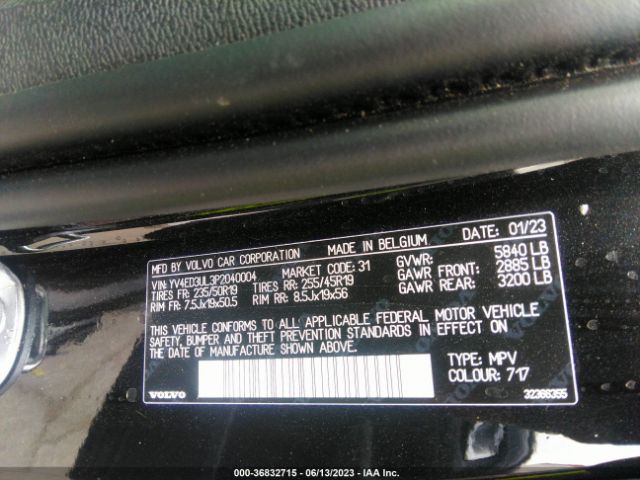 MFD. BY VOLVO CAR CORPORATION MADE IN BELGIUM DATE: 01/23
VIN: YV4ED3UL3P2040004 MARKET CODE: 31 GVWR: 5840 LB
TIRES FR: 235/50R19 TIRES RR: 255/45R19 GAWR FRONT: 2885 LB
RIM FR: 7.5Jx19x50.5 RIM RR: 8.5Jx19x56 GAWR REAR: 3200 LB
THIS VEHICLE CONFORMS TO ALL APPLICABLE FEDERAL MOTOR VEHICLE
SAFETY, BUMPER AND THEFT PREVENTION STANDARDS IN EFFECT ON
THE DATE OF MANUFACTURE SHOWN ABOVE.
TYPE: MPV
COLOUR: 717
VOLVO 32366355
000-36832715 - 06/13/2023 - IAA Inc.